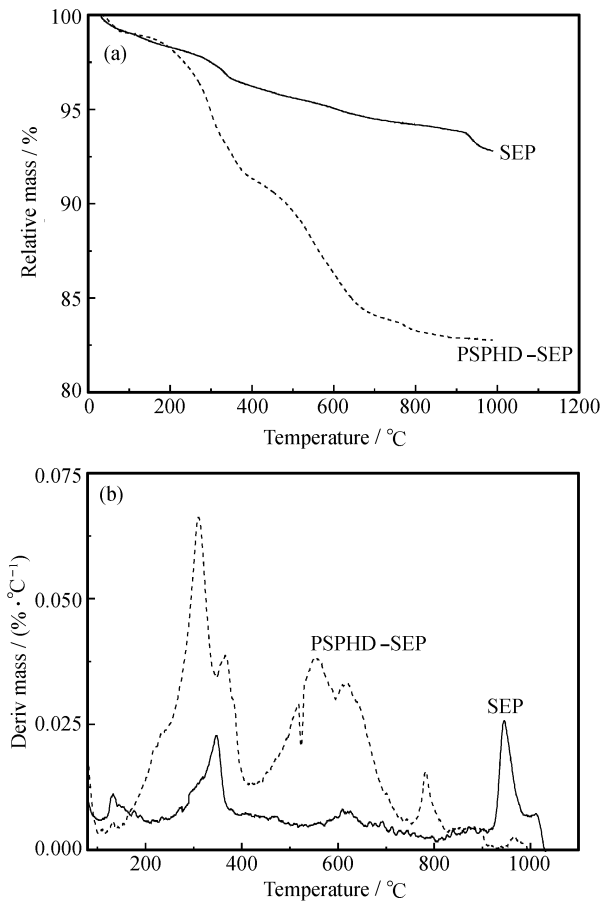 100
(a)
95
SEP
Relative mass / %
90
85
PSPHD-SEP
80
0 200 400 600 800 1000 1200
Temperature / ℃
0.075
(b)
Deriv mass / (%·℃⁻¹)
0.050
PSPHD-SEP
SEP
0.025
0.000
200 400 600 800 1000
Temperature / ℃